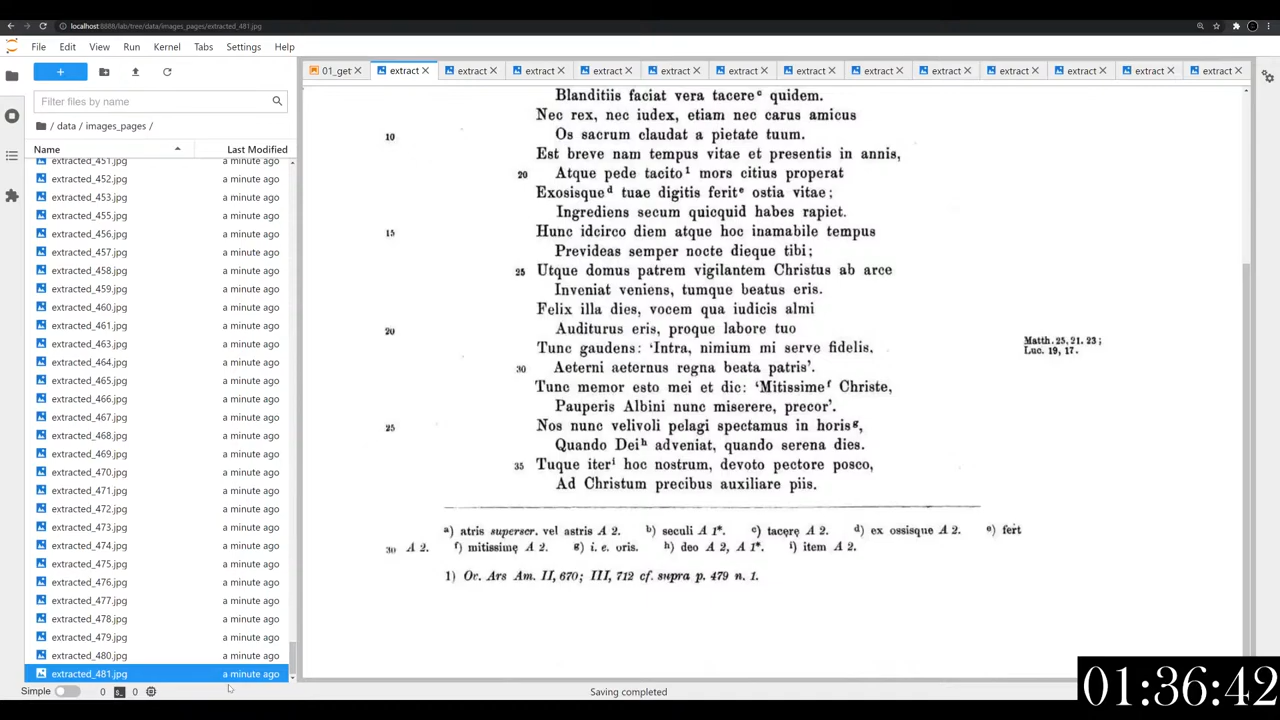 localhost:8888/lab/tree/data/images_pages/extracted_481.jpg
File Edit View Run Kernel Tabs Settings Help
01_get extract extract extract extract extract extract extract extract extract extract extract extract extract
Filter files by name
/ data / images_pages /
Name Last Modified
extracted_451.jpg a minute ago
extracted_452.jpg a minute ago
extracted_453.jpg a minute ago
extracted_455.jpg a minute ago
extracted_456.jpg a minute ago
extracted_457.jpg a minute ago
extracted_458.jpg a minute ago
extracted_459.jpg a minute ago
extracted_460.jpg a minute ago
extracted_461.jpg a minute ago
extracted_463.jpg a minute ago
extracted_464.jpg a minute ago
extracted_465.jpg a minute ago
extracted_466.jpg a minute ago
extracted_467.jpg a minute ago
extracted_468.jpg a minute ago
extracted_469.jpg a minute ago
extracted_470.jpg a minute ago
extracted_471.jpg a minute ago
extracted_472.jpg a minute ago
extracted_473.jpg a minute ago
extracted_474.jpg a minute ago
extracted_475.jpg a minute ago
extracted_476.jpg a minute ago
extracted_477.jpg a minute ago
extracted_478.jpg a minute ago
extracted_479.jpg a minute ago
extracted_480.jpg a minute ago
extracted_481.jpg a minute ago
Blanditiis faciat vera tacere c quidem.
Nec rex, nec iudex, etiam nec carus amicus
10 Os sacrum claudat a pietate tuum.
Est breve nam tempus vitae et presentis in annis,
20 Atque pede tacito 1 mors citius properat
Exosisque d tuae digitis ferit e ostia vitae;
Ingrediens secum quicquid habes rapiet.
15 Hunc idcirco diem atque hoc inamabile tempus
Prevideas semper nocte dieque tibi;
25 Utque domus patrem vigilantem Christus ab arce
Inveniat veniens, tumque beatus eris.
Felix illa dies, vocem qua iudicis almi
20 Auditurus eris, proque labore tuo
Tunc gaudens: 'Intra, nimium mi serve fidelis, Matth. 25, 21. 23;
Luc. 19, 17.
30 Aeterni aeternus regna beata patris'.
Tunc memor esto mei et dic: 'Mitissime f Christe,
Pauperis Albini nunc miserere, precor'.
25 Nos nunc velivoli pelagi spectamus in horis g,
Quando Dei h adveniat, quando serena dies.
35 Tuque iter i hoc nostrum, devoto pectore posco,
Ad Christum precibus auxiliare piis.
a) atris superscr. vel astris A 2. b) seculi A 1*. c) tacerę A 2. d) ex ossisque A 2. e) fert
30 A 2. f) mitissimę A 2. g) i. e. oris. h) deo A 2, A 1*. i) item A 2.
1) Ov. Ars Am. II, 670; III, 712 cf. supra p. 479 n. 1.
Simple 0 0 Saving completed
01:36:42